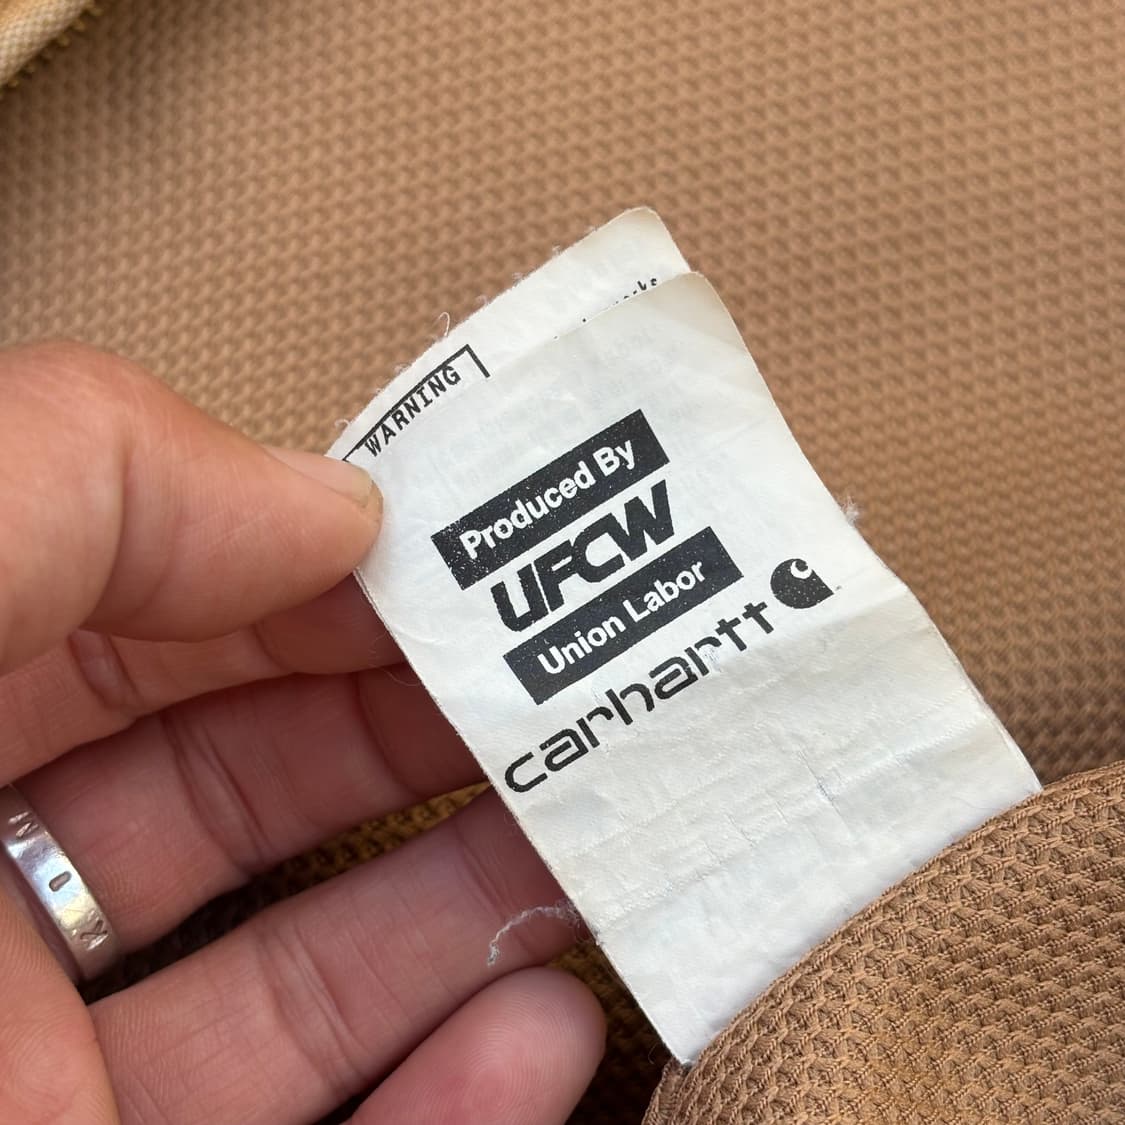 WARNING
Produced By
UFCW
Union Labor
carhartt